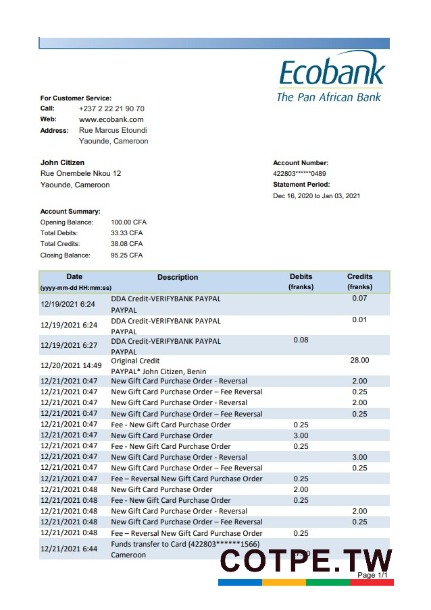 Ecobank
The Pan African Bank
For Customer Service:
Call: +237 2 22 21 90 70
Web: www.ecobank.com
Address: Rue Marcus Etoundi
Yaounde, Cameroon
John Citizen
Rue Onembele Nkou 12
Yaounde, Cameroon
Account Number:
422803******0489
Statement Period:
Dec 16, 2020 to Jan 03, 2021
Account Summary:
Opening Balance: 100.00 CFA
Total Debits: 33.33 CFA
Total Credits: 38.08 CFA
Closing Balance: 95.25 CFA
Date Description Debits Credits
(yyyy-mm-dd HH:mm:ss) (franks) (franks)
12/19/2021 6:24 DDA Credit-VERIFYBANK PAYPAL 0.07
PAYPAL
12/19/2021 6:24 DDA Credit-VERIFYBANK PAYPAL 0.01
PAYPAL
12/19/2021 6:27 DDA Credit-VERIFYBANK PAYPAL 0.08
PAYPAL
12/20/2021 14:49 Original Credit 28.00
PAYPAL* John Citizen, Benin
12/21/2021 0:47 New Gift Card Purchase Order - Reversal 2.00
12/21/2021 0:47 New Gift Card Purchase Order – Fee Reversal 0.25
12/21/2021 0:47 New Gift Card Purchase Order - Reversal 2.00
12/21/2021 0:47 New Gift Card Purchase Order – Fee Reversal 0.25
12/21/2021 0:47 Fee - New Gift Card Purchase Order 0.25
12/21/2021 0:47 New Gift Card Purchase Order 3.00
12/21/2021 0:47 Fee - New Gift Card Purchase Order 0.25
12/21/2021 0:47 New Gift Card Purchase Order - Reversal 3.00
12/21/2021 0:47 New Gift Card Purchase Order – Fee Reversal 0.25
12/21/2021 0:47 Fee – Reversal New Gift Card Purchase Order 0.25
12/21/2021 0:48 New Gift Card Purchase Order 2.00
12/21/2021 0:48 Fee - New Gift Card Purchase Order 0.25
12/21/2021 0:48 New Gift Card Purchase Order - Reversal 2.00
12/21/2021 0:48 New Gift Card Purchase Order – Fee Reversal 0.25
12/21/2021 0:48 Fee – Reversal New Gift Card Purchase Order 0.25
12/21/2021 6:44 Funds transfer to Card (422803******1566)
Cameroon
COTPE.TW
Page 1/1